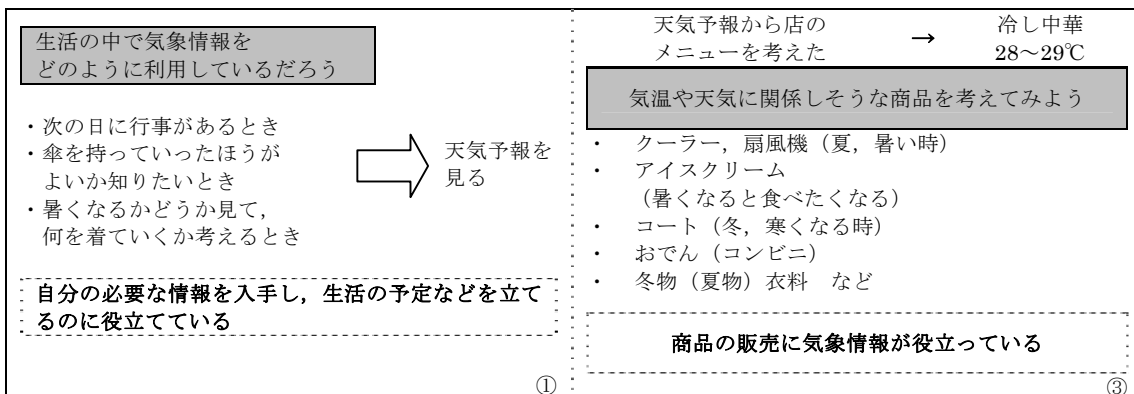 生活の中で気象情報を
どのように利用しているだろう
・次の日に行事があるとき
・傘を持っていったほうが
よいか知りたいとき
・暑くなるかどうか見て，
何を着ていくか考えるとき
天気予報を
見る
自分の必要な情報を入手し，生活の予定などを立て
るのに役立てている
①
天気予報から店の
メニューを考えた
→
冷し中華
28～29℃
気温や天気に関係しそうな商品を考えてみよう
・ クーラー，扇風機（夏，暑い時）
・ アイスクリーム
（暑くなると食べたくなる）
・ コート（冬，寒くなる時）
・ おでん（コンビニ）
・ 冬物（夏物）衣料　など
商品の販売に気象情報が役立っている
③